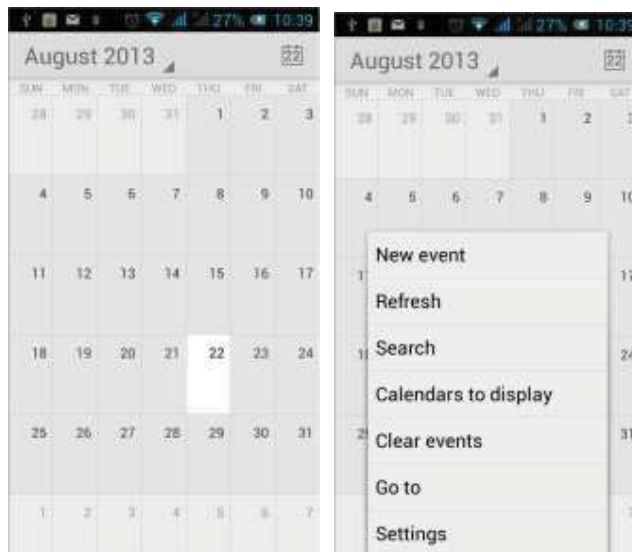 27% 10:39
August 2013 22
SUN MON TUE WED THU FRI SAT
28 29 30 31 1 2 3
4 5 6 7 8 9 10
11 12 13 14 15 16 17
18 19 20 21 22 23 24
25 26 27 28 29 30 31
1 2 3 4 5 6 7
27% 10:39
August 2013 22
SUN MON TUE WED THU FRI SAT
28 29 30 31 1 2 3
4 5 6 7 8 9 10
New event
17
Refresh
Search
24
Calendars to display
Clear events
31
Go to
Settings